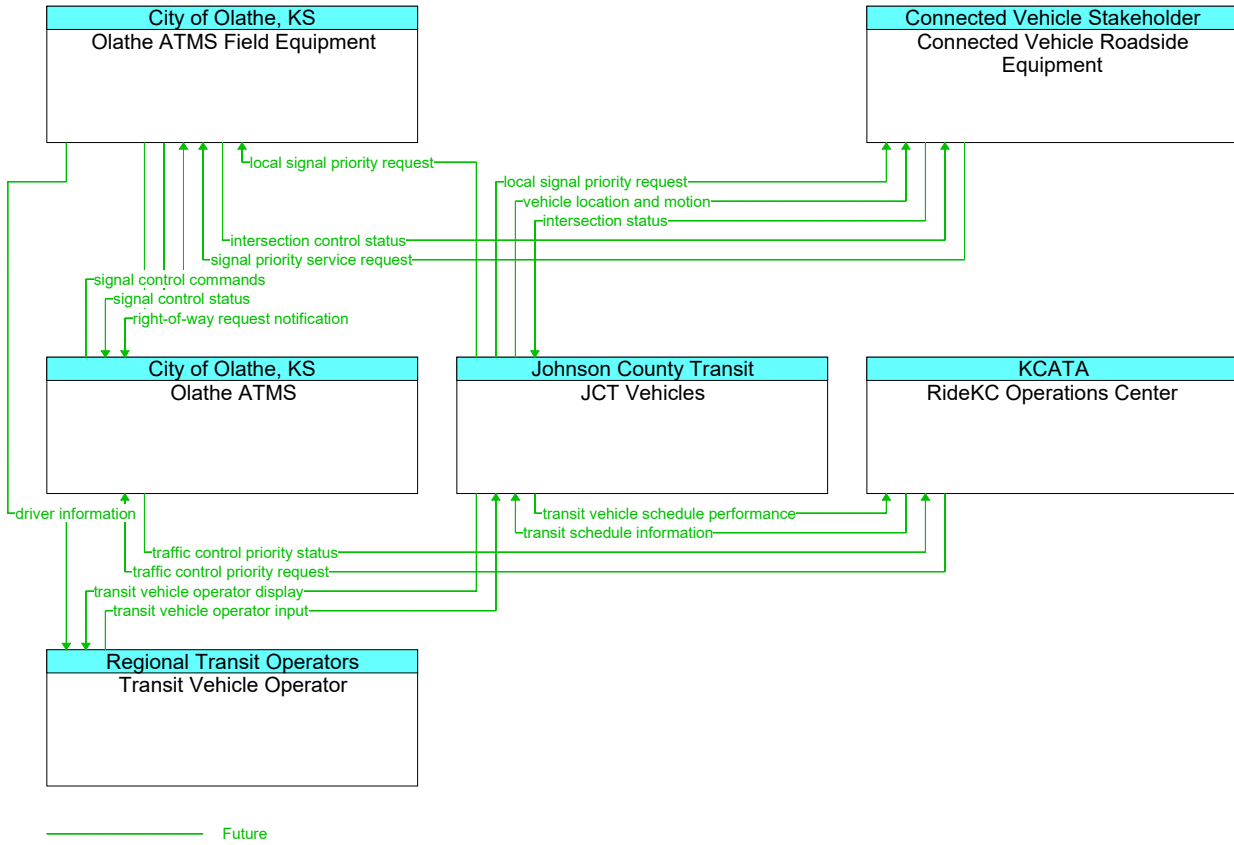 City of Olathe, KS
Olathe ATMS Field Equipment
Connected Vehicle Stakeholder
Connected Vehicle Roadside
Equipment
local signal priority request
local signal priority request
vehicle location and motion
intersection status
intersection control status
signal priority service request
signal control commands
signal control status
right-of-way request notification
City of Olathe, KS
Olathe ATMS
Johnson County Transit
JCT Vehicles
KCATA
RideKC Operations Center
driver information
transit vehicle schedule performance
transit schedule information
traffic control priority status
traffic control priority request
transit vehicle operator display
transit vehicle operator input
Regional Transit Operators
Transit Vehicle Operator
Future